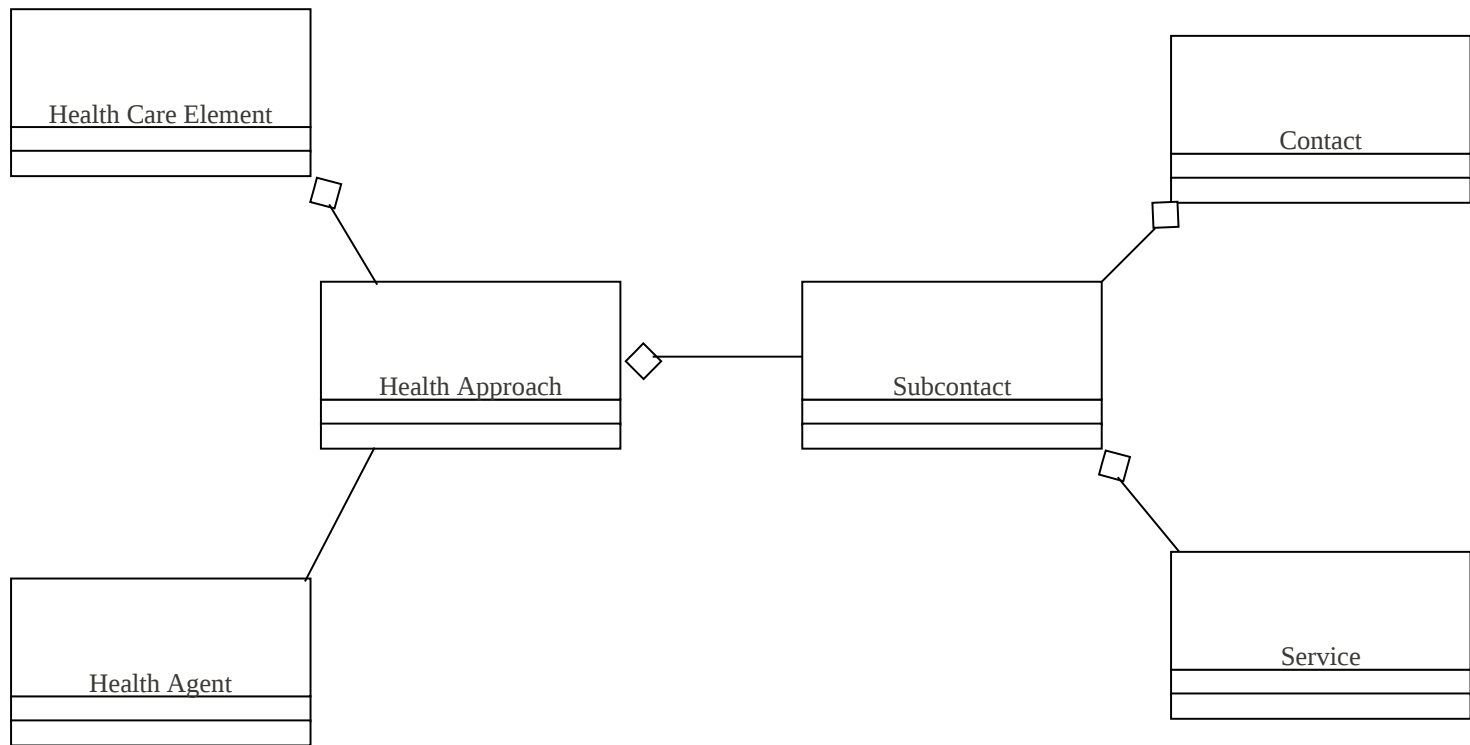 Health Care Element
Contact
Health Approach
Subcontact
Service
Health Agent